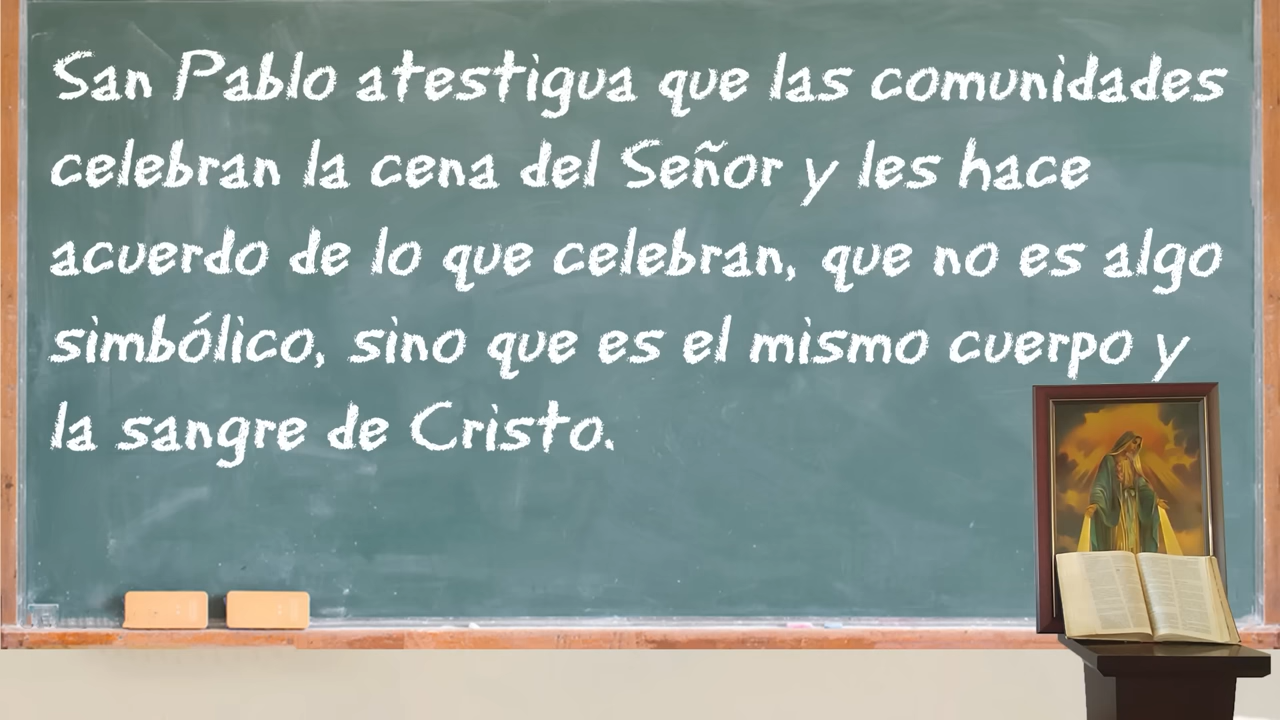 San Pablo atestigua que las comunidades
celebran la cena del Señor y les hace
acuerdo de lo que celebran, que no es algo
simbólico, sino que es el mismo cuerpo y
la sangre de Cristo.